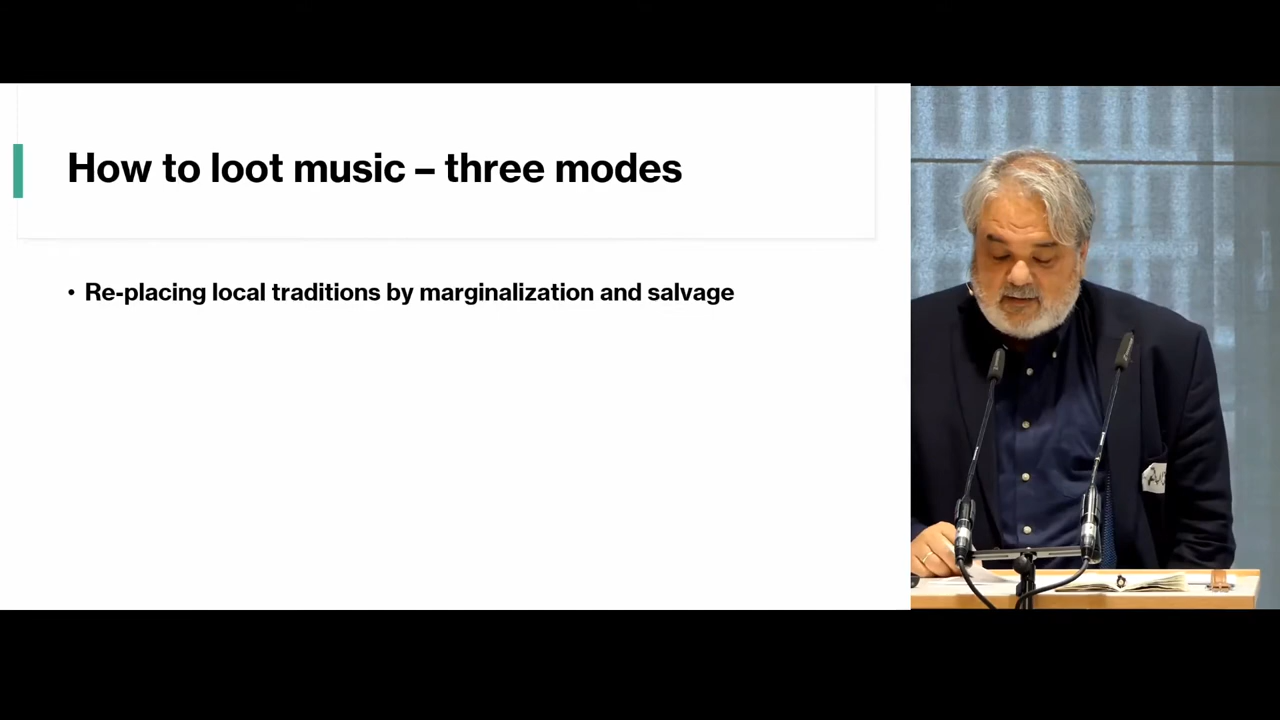 How to loot music – three modes
• Re-placing local traditions by marginalization and salvage